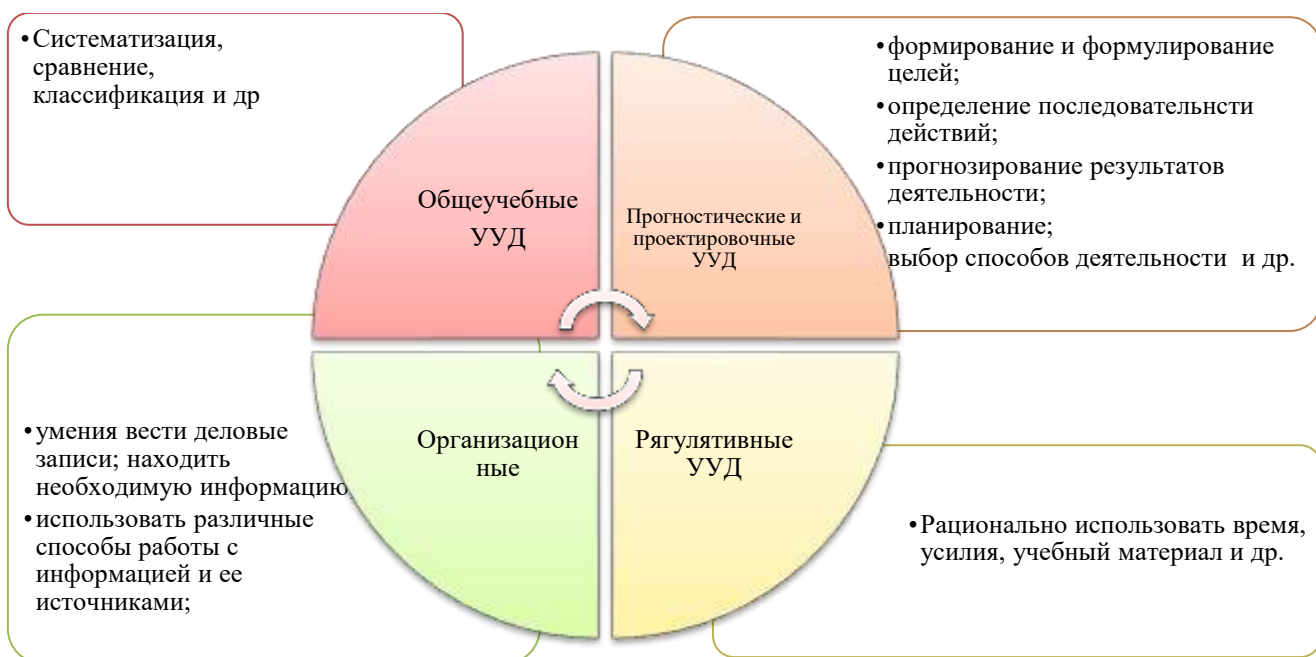 •Систематизация,
сравнение,
классификация и др
•формирование и формулирование
целей;
•определение последовательнсти
действий;
•прогнозирование результатов
деятельности;
•планирование;
выбор способов деятельности и др.
Общеучебные
УУД
Прогностические и
проектировочные
УУД
•умения вести деловые
записи; находить
необходимую информацию
•использовать различные
способы работы с
информацией и ее
источниками;
Организацион
ные
Рягулятивные
УУД
•Рационально использовать время,
усилия, учебный материал и др.